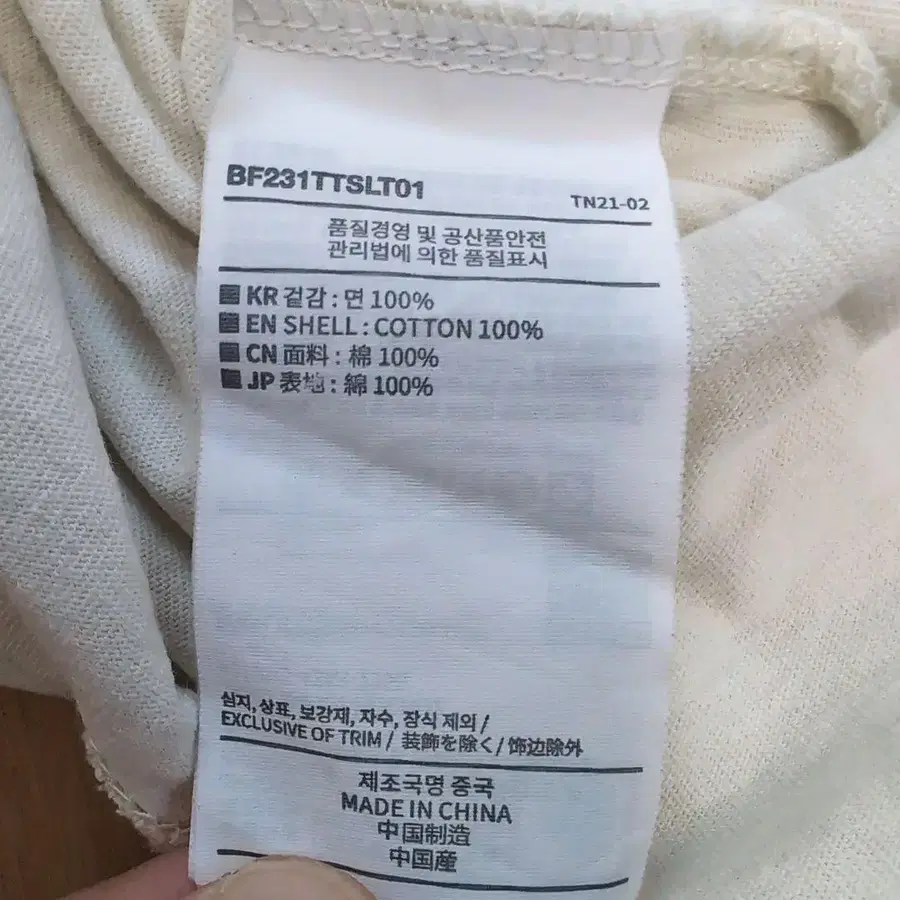 BF231TTSLT01
TN21-02
품질경영 및 공산품안전
관리법에 의한 품질표시
KR 겉감 : 면 100%
EN SHELL : COTTON 100%
CN 面料 : 棉 100%
JP 表地 : 綿 100%
심지, 상표, 보강재, 자수, 장식 제외 /
EXCLUSIVE OF TRIM / 装飾を除く/ 饰边除外
제조국명 중국
MADE IN CHINA
中国制造
中国産